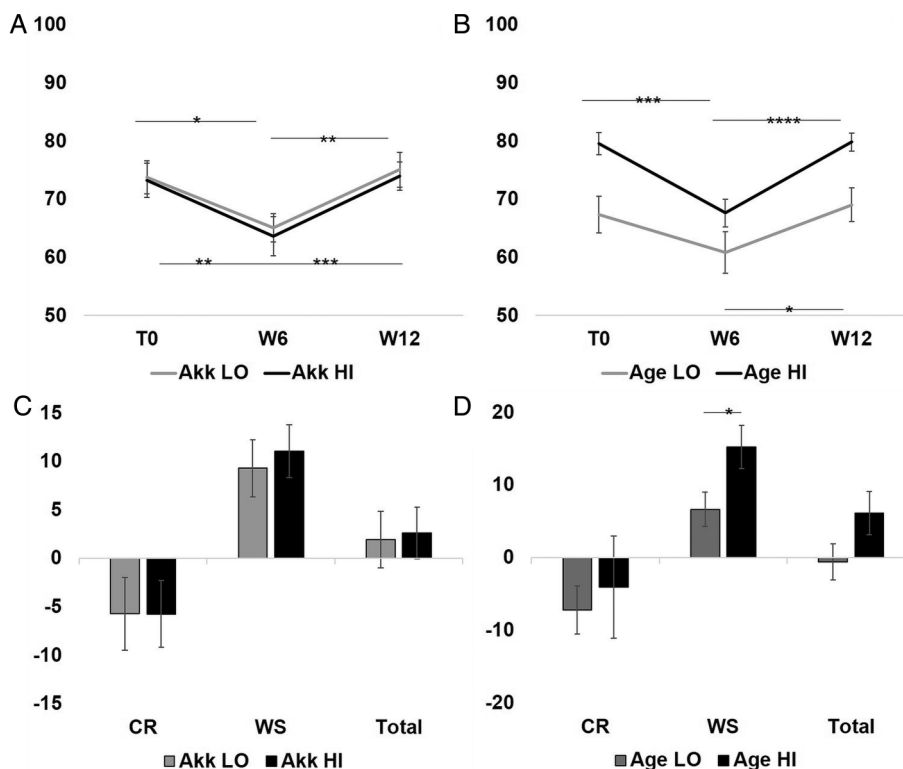 A
100
90
80
70
60
50
*
**
**
***
T0 W6 W12
Akk LO Akk HI
B
100
90
80
70
60
50
***
****
*
T0 W6 W12
Age LO Age HI
C
15
10
5
0
-5
-10
-15
CR WS Total
Akk LO Akk HI
D
20
10
0
-10
-20
*
CR WS Total
Age LO Age HI